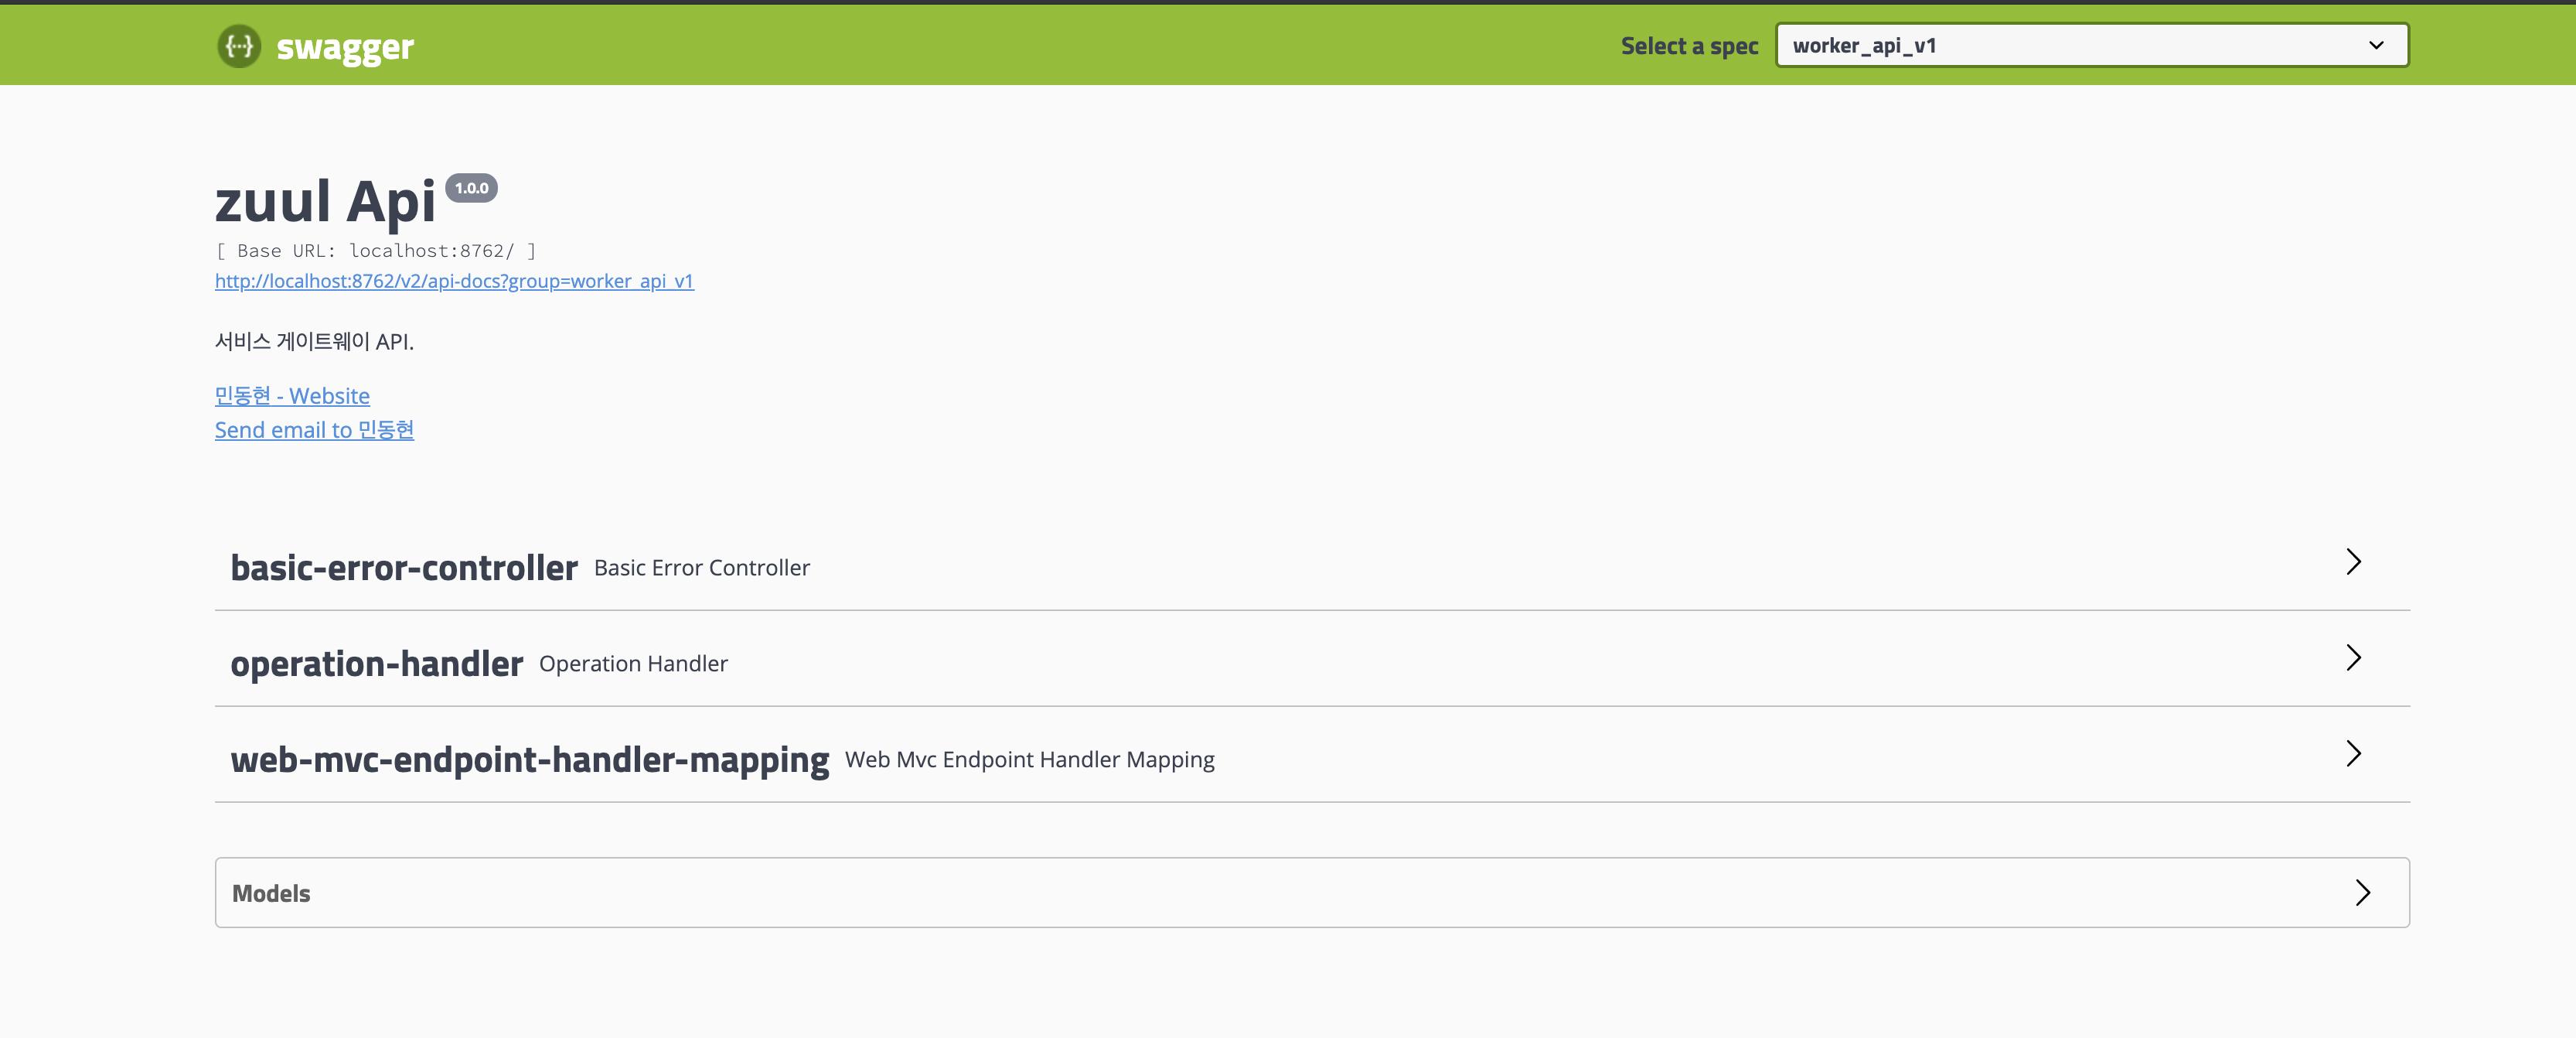 swagger
Select a spec worker_api_v1
zuul Api 1.0.0
[ Base URL: localhost:8762/ ]
http://localhost:8762/v2/api-docs?group=worker_api_v1
서비스 게이트웨이 API.
민동현 - Website
Send email to 민동현
basic-error-controller Basic Error Controller
operation-handler Operation Handler
web-mvc-endpoint-handler-mapping Web Mvc Endpoint Handler Mapping
Models